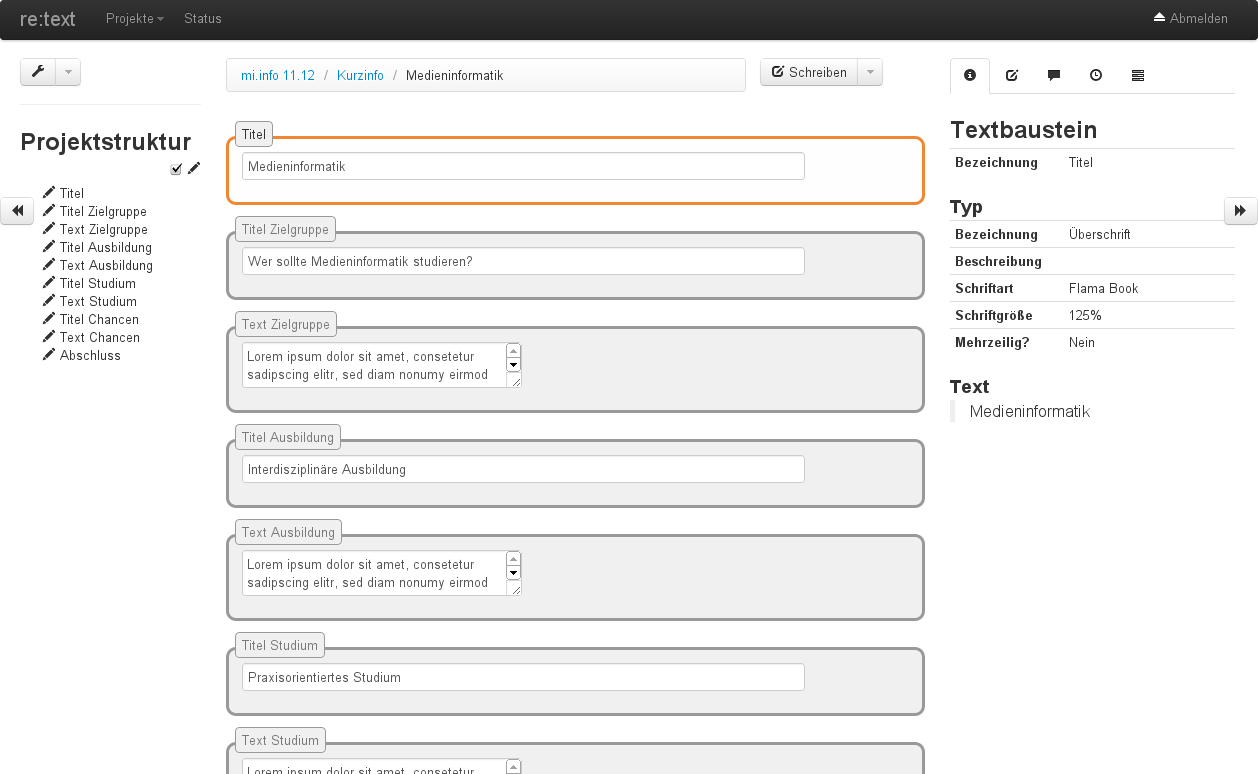 re:text Projekte Status Abmelden
mi.info 11.12 / Kurzinfo / Medieninformatik
Schreiben
Projektstruktur
Titel
Titel Zielgruppe
Text Zielgruppe
Titel Ausbildung
Text Ausbildung
Titel Studium
Text Studium
Titel Chancen
Text Chancen
Abschluss
Titel
Medieninformatik
Titel Zielgruppe
Wer sollte Medieninformatik studieren?
Text Zielgruppe
Lorem ipsum dolor sit amet, consetetur
sadipscing elitr, sed diam nonumy eirmod
Titel Ausbildung
Interdisziplinäre Ausbildung
Text Ausbildung
Lorem ipsum dolor sit amet, consetetur
sadipscing elitr, sed diam nonumy eirmod
Titel Studium
Praxisorientiertes Studium
Text Studium
Lorem ipsum dolor sit amet, consetetur
Textbaustein
Bezeichnung Titel
Typ
Bezeichnung Überschrift
Beschreibung
Schriftart Flama Book
Schriftgröße 125%
Mehrzeilig? Nein
Text
Medieninformatik